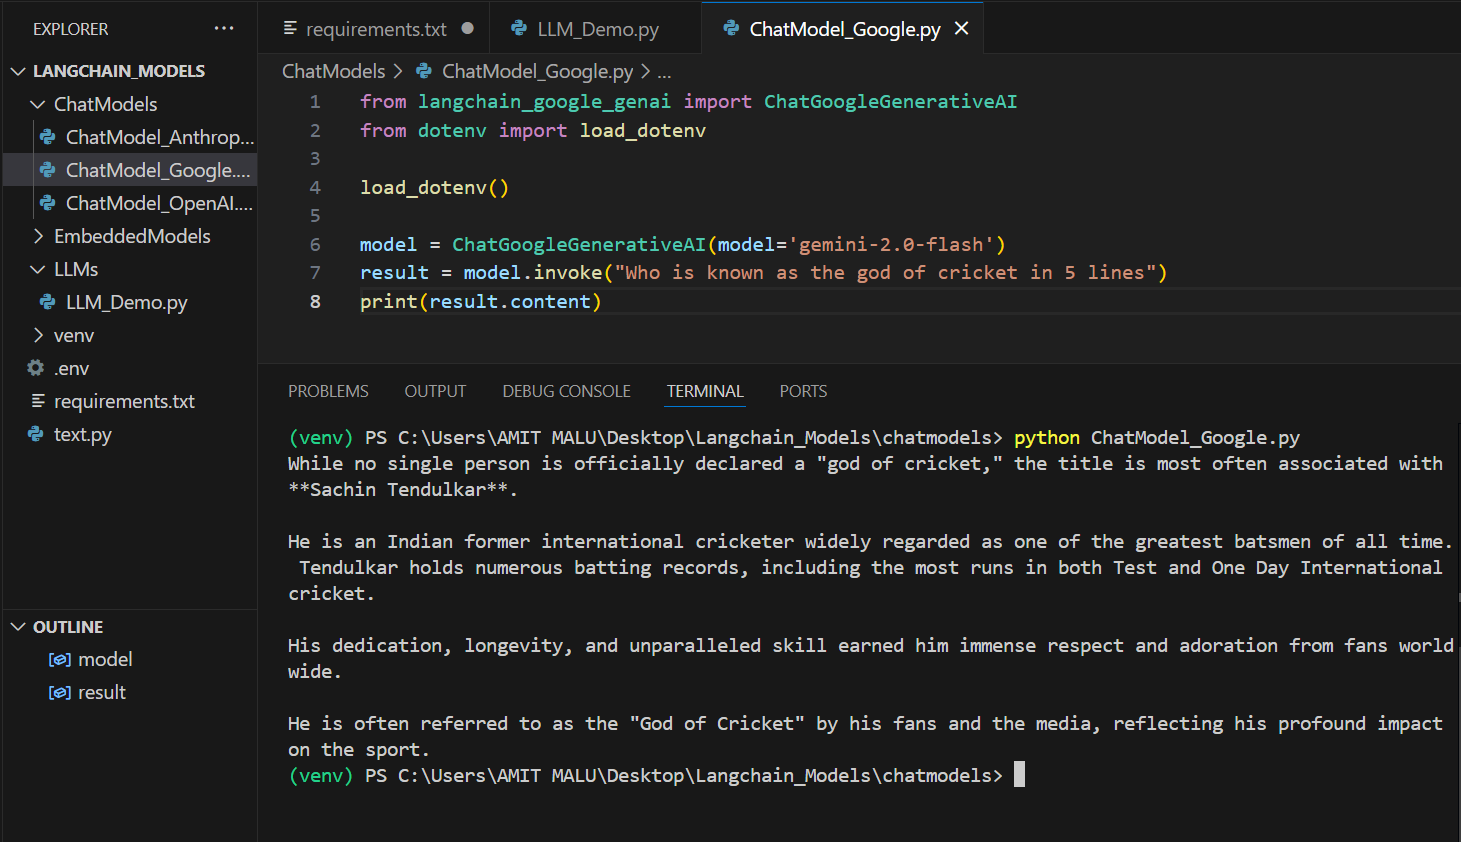 EXPLORER
...
LANGCHAIN_MODELS
ChatModels
ChatModel_Anthrop...
ChatModel_Google....
ChatModel_OpenAI....
EmbeddedModels
LLMs
LLM_Demo.py
venv
.env
requirements.txt
text.py
OUTLINE
model
result
requirements.txt
LLM_Demo.py
ChatModel_Google.py
ChatModels > ChatModel_Google.py > ...
1 from langchain_google_genai import ChatGoogleGenerativeAI
2 from dotenv import load_dotenv
3
4 load_dotenv()
5
6 model = ChatGoogleGenerativeAI(model='gemini-2.0-flash')
7 result = model.invoke("Who is known as the god of cricket in 5 lines")
8 print(result.content)
PROBLEMS OUTPUT DEBUG CONSOLE TERMINAL PORTS
(venv) PS C:\Users\AMIT MALU\Desktop\Langchain_Models\chatmodels> python ChatModel_Google.py
While no single person is officially declared a "god of cricket," the title is most often associated with
**Sachin Tendulkar**.
He is an Indian former international cricketer widely regarded as one of the greatest batsmen of all time.
Tendulkar holds numerous batting records, including the most runs in both Test and One Day International
cricket.
His dedication, longevity, and unparalleled skill earned him immense respect and adoration from fans world
wide.
He is often referred to as the "God of Cricket" by his fans and the media, reflecting his profound impact
on the sport.
(venv) PS C:\Users\AMIT MALU\Desktop\Langchain_Models\chatmodels>